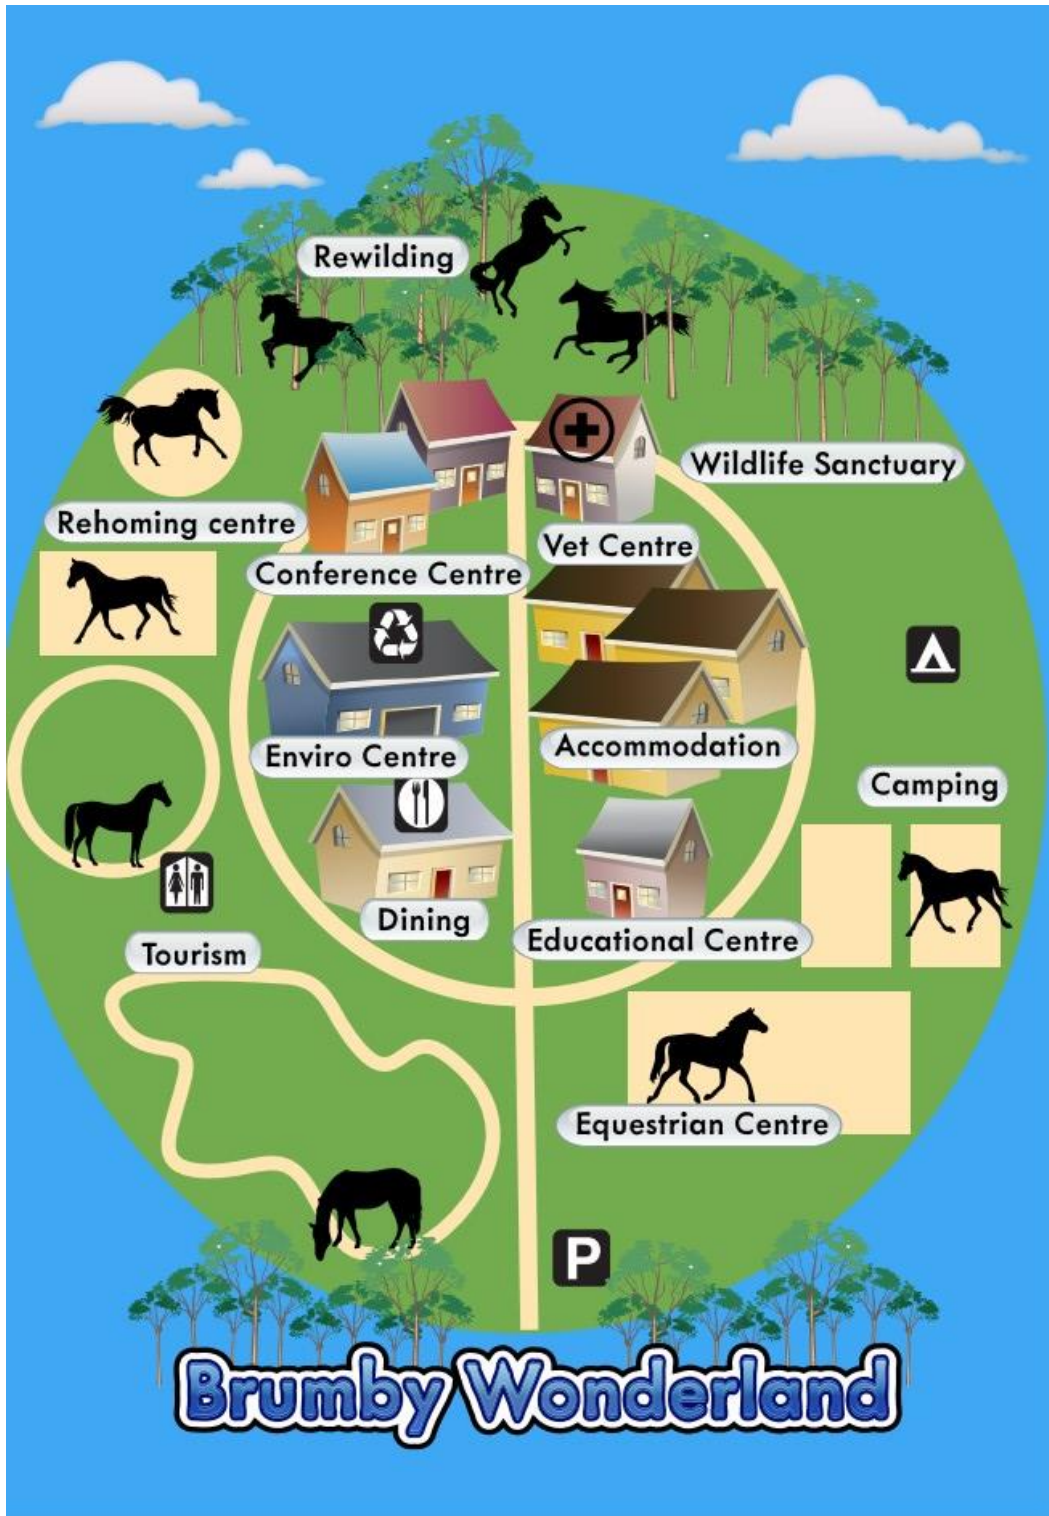 Rewilding
Wildlife Sanctuary
Rehoming centre
Vet Centre
Conference Centre
Enviro Centre
Accommodation
Camping
Dining
Educational Centre
Tourism
Equestrian Centre
P
Brumby Wonderland